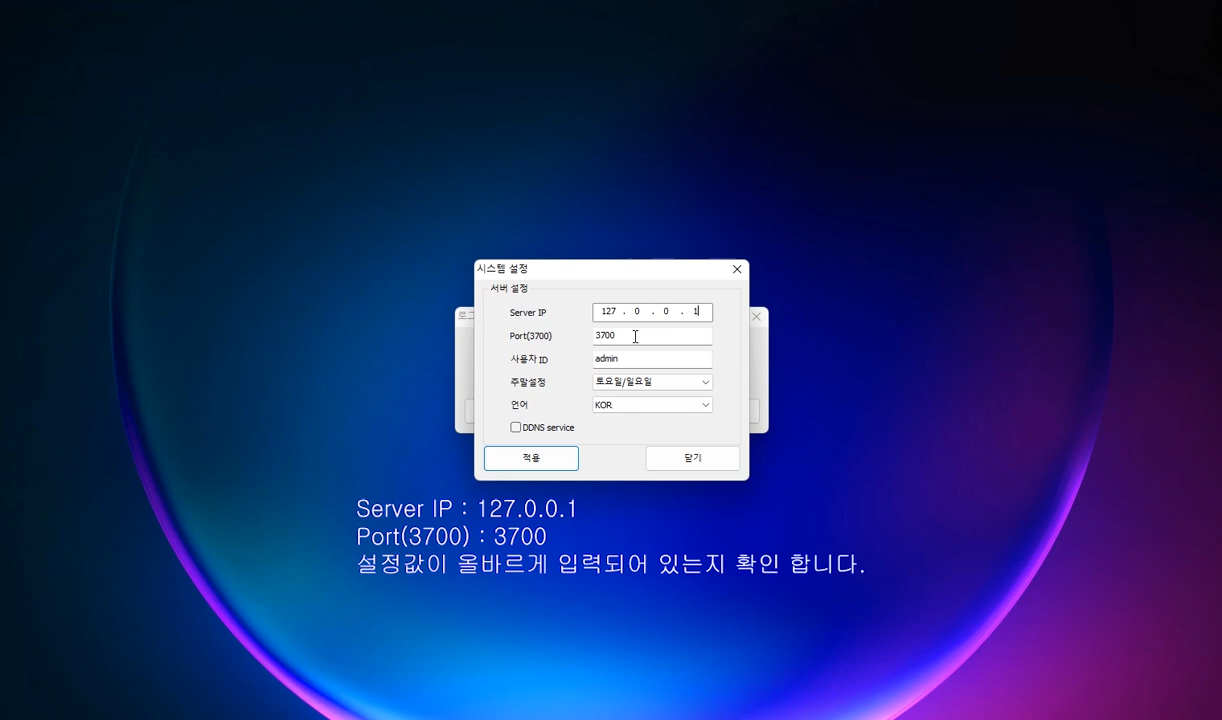 시스템 설정
서버 설정
Server IP 127 . 0 . 0 . 1
Port(3700) 3700
사용자 ID admin
주말설정 토요일/일요일
언어 KOR
DDNS service
적용 닫기
Server IP : 127.0.0.1
Port(3700) : 3700
설정값이 올바르게 입력되어 있는지 확인 합니다.